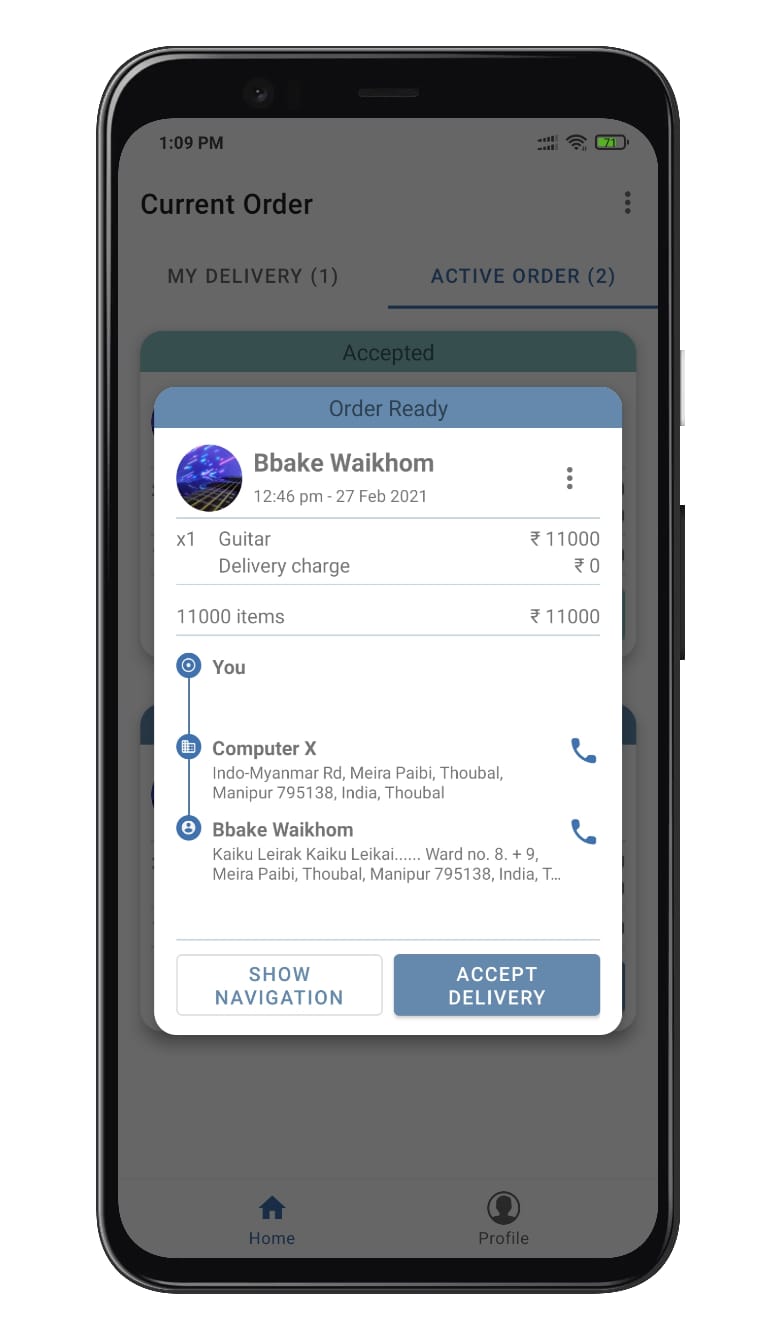 1:09 PM
71
Current Order
MY DELIVERY (1)
ACTIVE ORDER (2)
Accepted
Order Ready
Bbake Waikhom
12:46 pm - 27 Feb 2021
x1 Guitar ₹ 11000
Delivery charge ₹ 0
11000 items ₹ 11000
You
Computer X
Indo-Myanmar Rd, Meira Paibi, Thoubal,
Manipur 795138, India, Thoubal
Bbake Waikhom
Kaiku Leirak Kaiku Leikai...... Ward no. 8. + 9,
Meira Paibi, Thoubal, Manipur 795138, India, T...
SHOW
NAVIGATION
ACCEPT
DELIVERY
Home
Profile